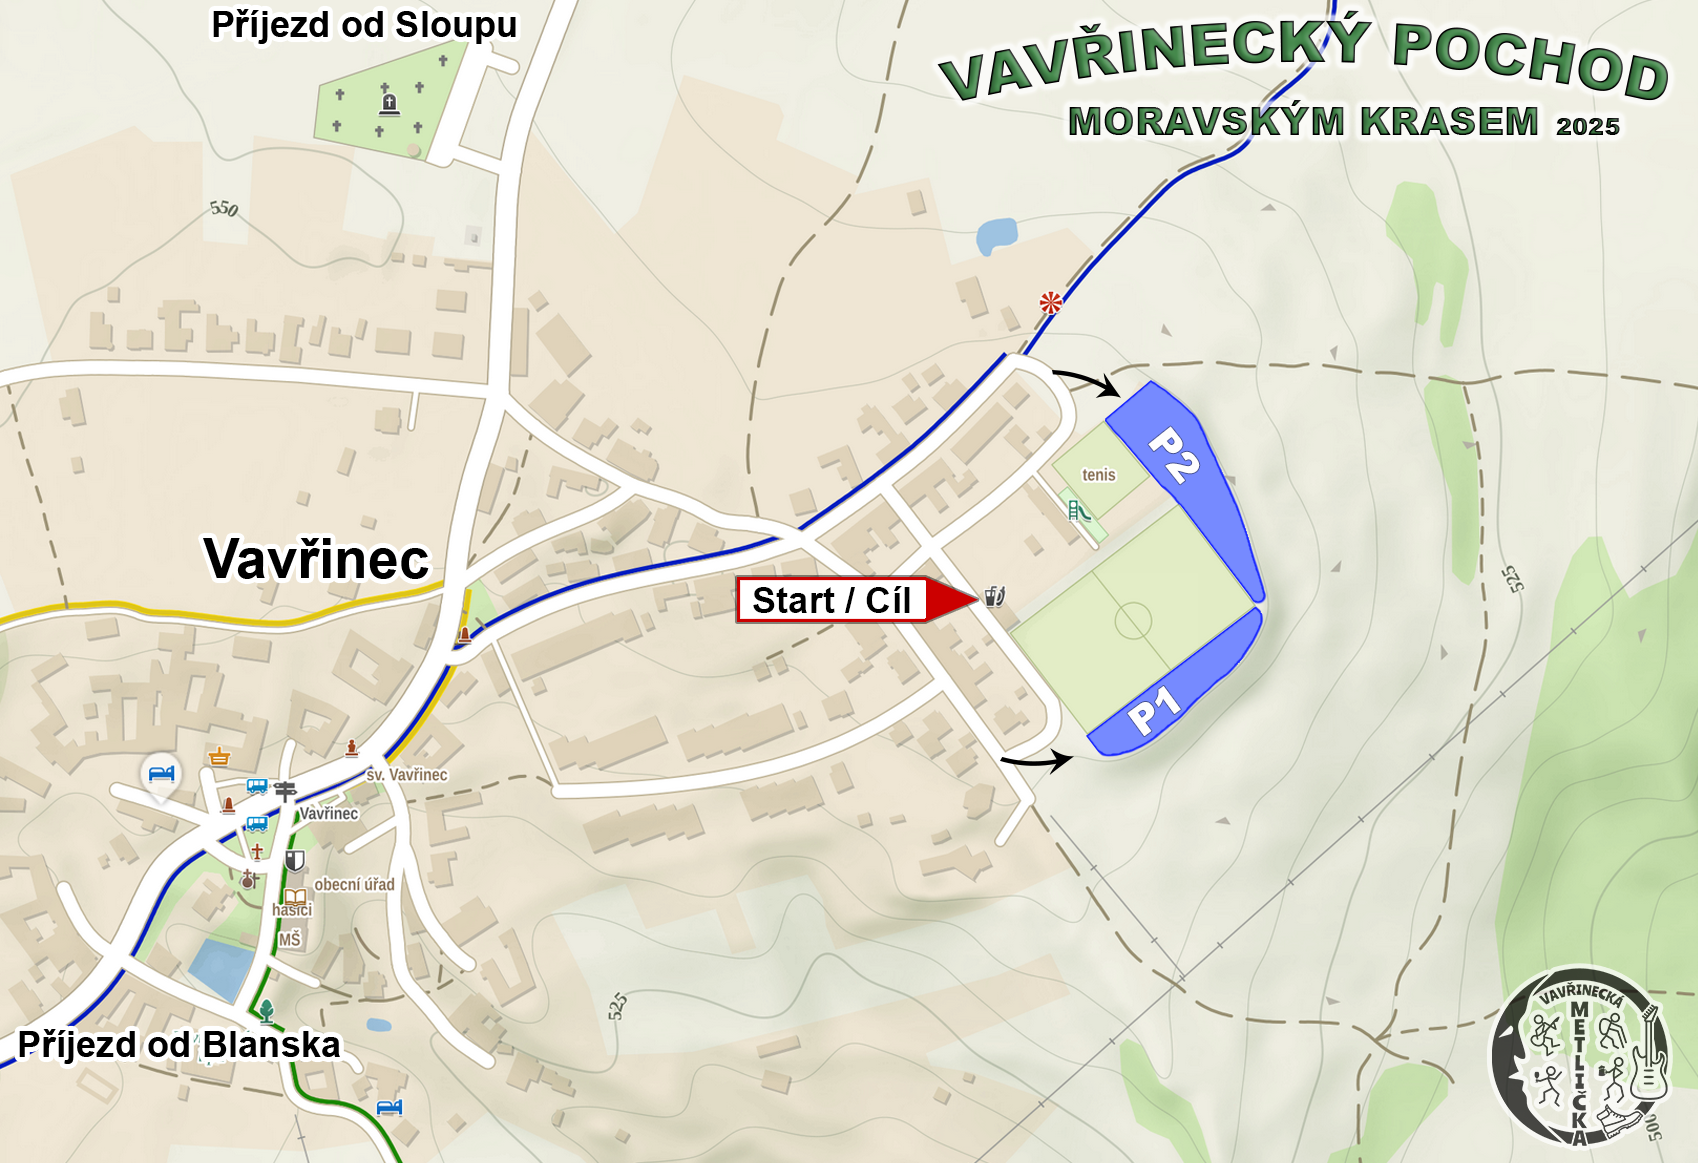 Příjezd od Sloupu
VAVŘINECKÝ POCHOD
MORAVSKÝM KRASEM 2025
550
P2
tenis
Vavřinec
Start / Cíl
525
P1
sv. Vavřinec
Vavřinec
obecní úřad
hasiči
MŠ
525
Příjezd od Blanska
VAVŘINECKÁ
METLIČKA
500